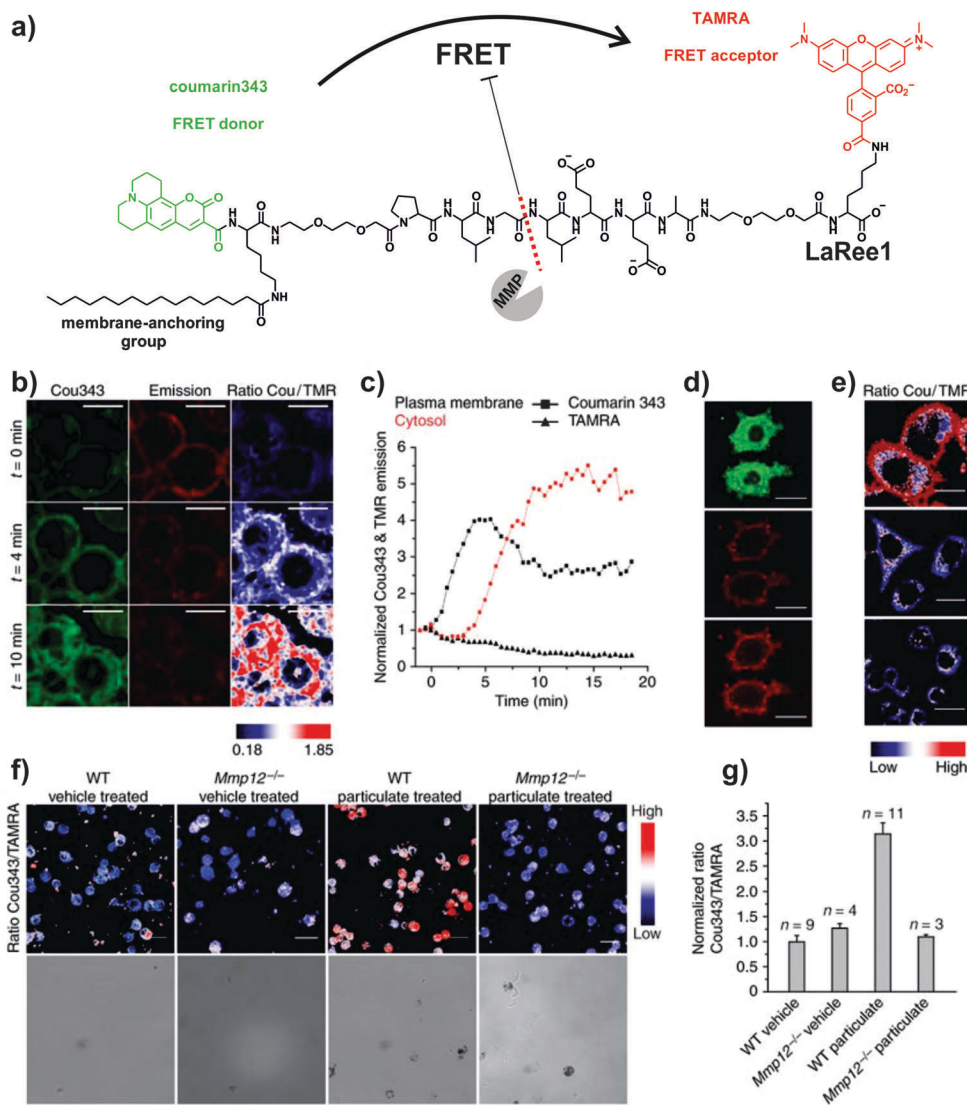 a)
FRET
TAMRA
FRET acceptor
coumarin343
FRET donor
N
O
O
O
H
N
O
N
H
O
O
O
N
O
H
N
O
N
H
O
H
N
O
N
H
O
H
N
O
N
H
O
O
O
N
H
O
O⁻
O
O⁻
O
O⁻
O
NH
O
CO₂⁻
N
O
N
+
NH
O
MMP
LaRee1
membrane-anchoring
group
b)
Cou343
Emission
Ratio Cou/TMR
t = 0 min
t = 4 min
t = 10 min
0.18
1.85
c)
Plasma membrane
Cytosol
Coumarin 343
TAMRA
Normalized Cou343 & TMR emission
6
5
4
3
2
1
0
0
5
10
15
20
Time (min)
d)
e)
Ratio Cou/TMR
Low
High
f)
WT
vehicle treated
Mmp12⁻/⁻
vehicle treated
WT
particulate treated
Mmp12⁻/⁻
particulate treated
Ratio Cou343/TAMRA
High
Low
g)
Normalized ratio
Cou343/TAMRA
3.5
3.0
2.5
2.0
1.5
1.0
0.5
0
n = 9
n = 4
n = 11
n = 3
WT vehicle
Mmp12⁻/⁻ vehicle
WT particulate
Mmp12⁻/⁻ particulate